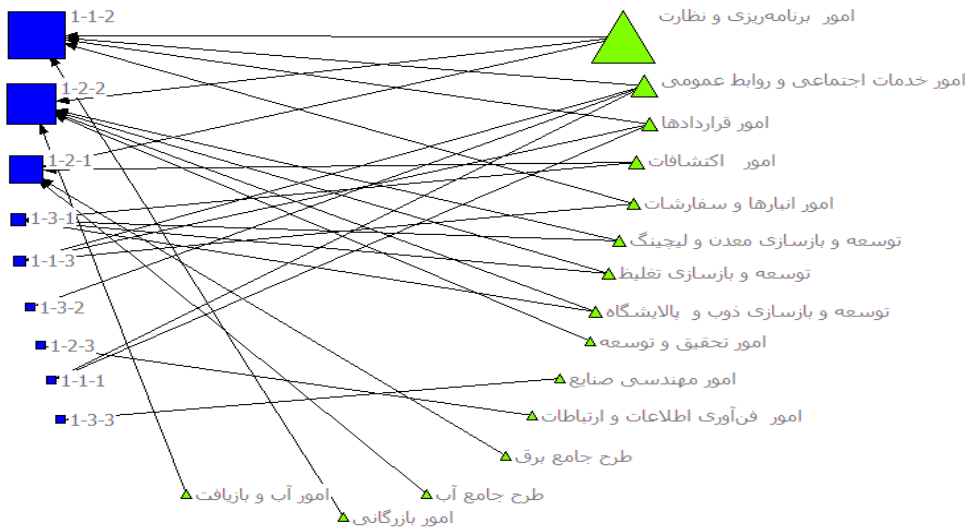 1-1-2
1-2-2
1-2-1
1-3-1
1-1-3
1-3-2
1-2-3
1-1-1
1-3-3
امور برنامه‌ریزی و نظارت
امور خدمات اجتماعی و روابط عمومی
امور قراردادها
امور اکتشافات
امور انبارها و سفارشات
توسعه و بازسازی معدن و لیچینگ
توسعه و بازسازی تغلیظ
توسعه و بازسازی ذوب و پالایشگاه
امور تحقیق و توسعه
امور مهندسی صنایع
امور فن‌آوری اطلاعات و ارتباطات
طرح جامع برق
طرح جامع آب
امور آب و بازیافت
امور بازرگانی